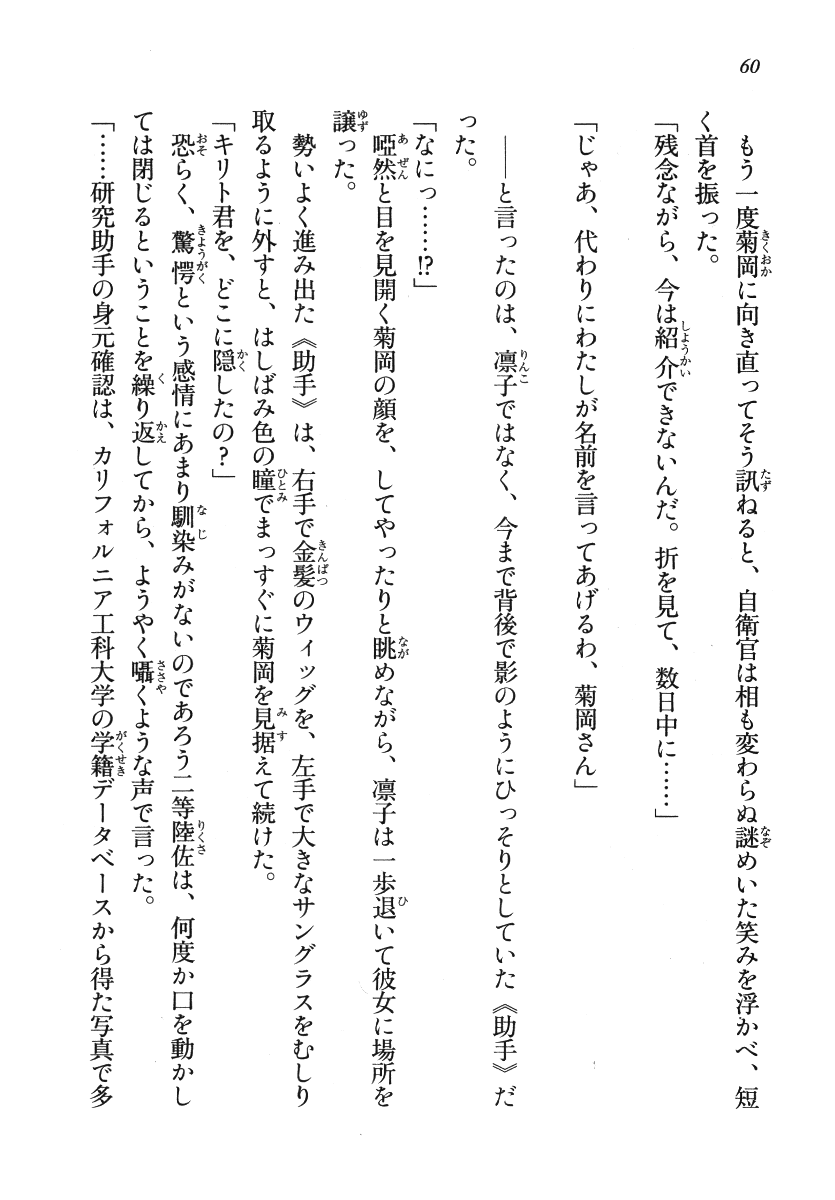 60
もう一度菊岡に向き直ってそう訊ねると、自衛官は相も変わらぬ謎めいた笑みを浮かべ、短
く首を振った。
「残念ながら、今は紹介できないんだ。折を見て、数日中に……」
「じゃあ、代わりにわたしが名前を言ってあげるわ、菊岡さん」
――と言ったのは、凛子ではなく、今まで背後で影のようにひっそりとしていた《助手》だ
った。
「なにっ……!?」
啞然と目を見開く菊岡の顔を、してやったりと眺めながら、凛子は一歩退いて彼女に場所を
譲った。
勢いよく進み出た《助手》は、右手で金髪のウィッグを、左手で大きなサングラスをむしり
取るように外すと、はしばみ色の瞳でまっすぐに菊岡を見据えて続けた。
「キリト君を、どこに隠したの？」
恐らく、驚愕という感情にあまり馴染みがないのであろう二等陸佐は、何度か口を動かし
ては閉じるということを繰り返してから、ようやく囁くような声で言った。
「……研究助手の身元確認は、カリフォルニア工科大学の学籍データベースから得た写真で多